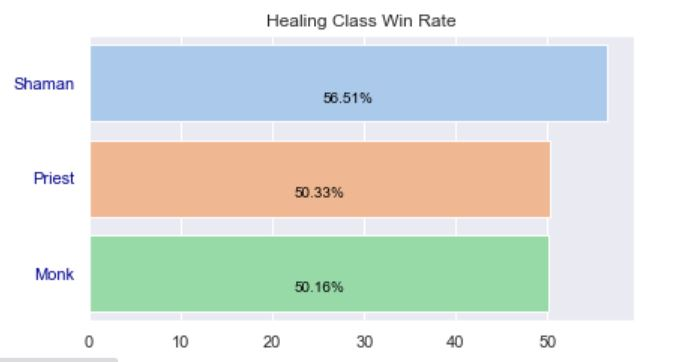 Healing Class Win Rate
Shaman
56.51%
Priest
50.33%
Monk
50.16%
0 10 20 30 40 50